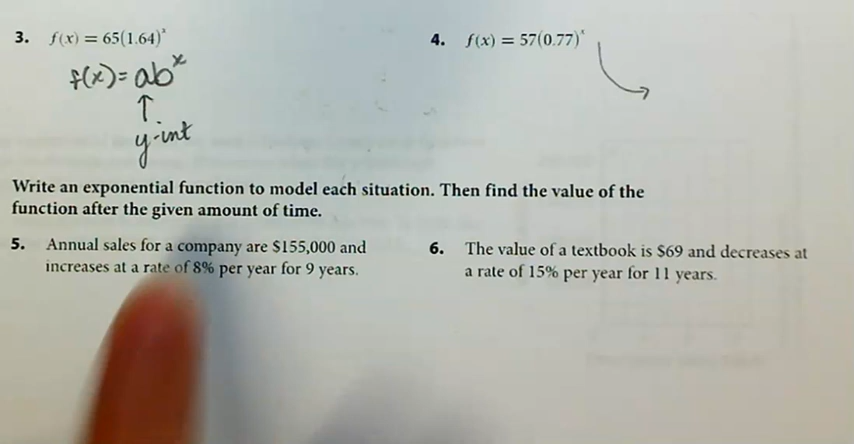 3. f(x) = 65(1.64)ˣ
4. f(x) = 57(0.77)ˣ
f(x) = abˣ
↑
y-int
Write an exponential function to model each situation. Then find the value of the
function after the given amount of time.
5. Annual sales for a company are $155,000 and
increases at a rate of 8% per year for 9 years.
6. The value of a textbook is $69 and decreases at
a rate of 15% per year for 11 years.